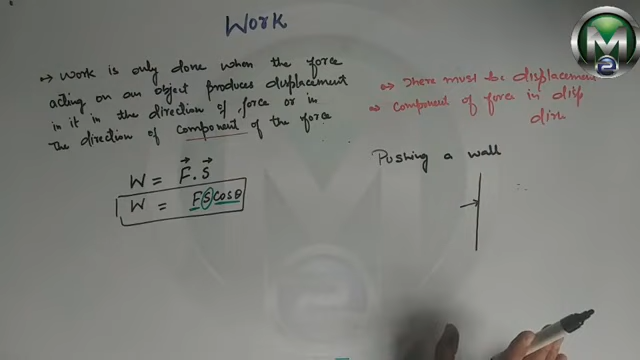 Work
→ Work is only done when the force
acting on an object produces displacement
in it in the direction of force or in
the direction of component of the force
W = F⃗ . S⃗
W = FS cosθ
→ There must be displacement
→ component of force in disp
dirn
Pushing a wall
M
2